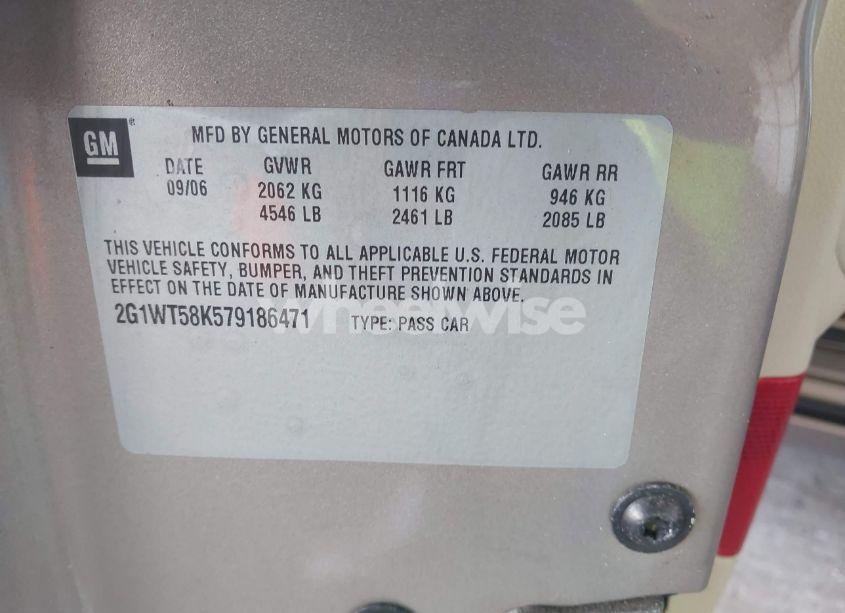 GM
MFD BY GENERAL MOTORS OF CANADA LTD.
DATE GVWR GAWR FRT GAWR RR
09/06 2062 KG 1116 KG 946 KG
4546 LB 2461 LB 2085 LB
THIS VEHICLE CONFORMS TO ALL APPLICABLE U.S. FEDERAL MOTOR
VEHICLE SAFETY, BUMPER, AND THEFT PREVENTION STANDARDS IN
EFFECT ON THE DATE OF MANUFACTURE SHOWN ABOVE.
2G1WT58K579186471 TYPE: PASS CAR
wheelwise